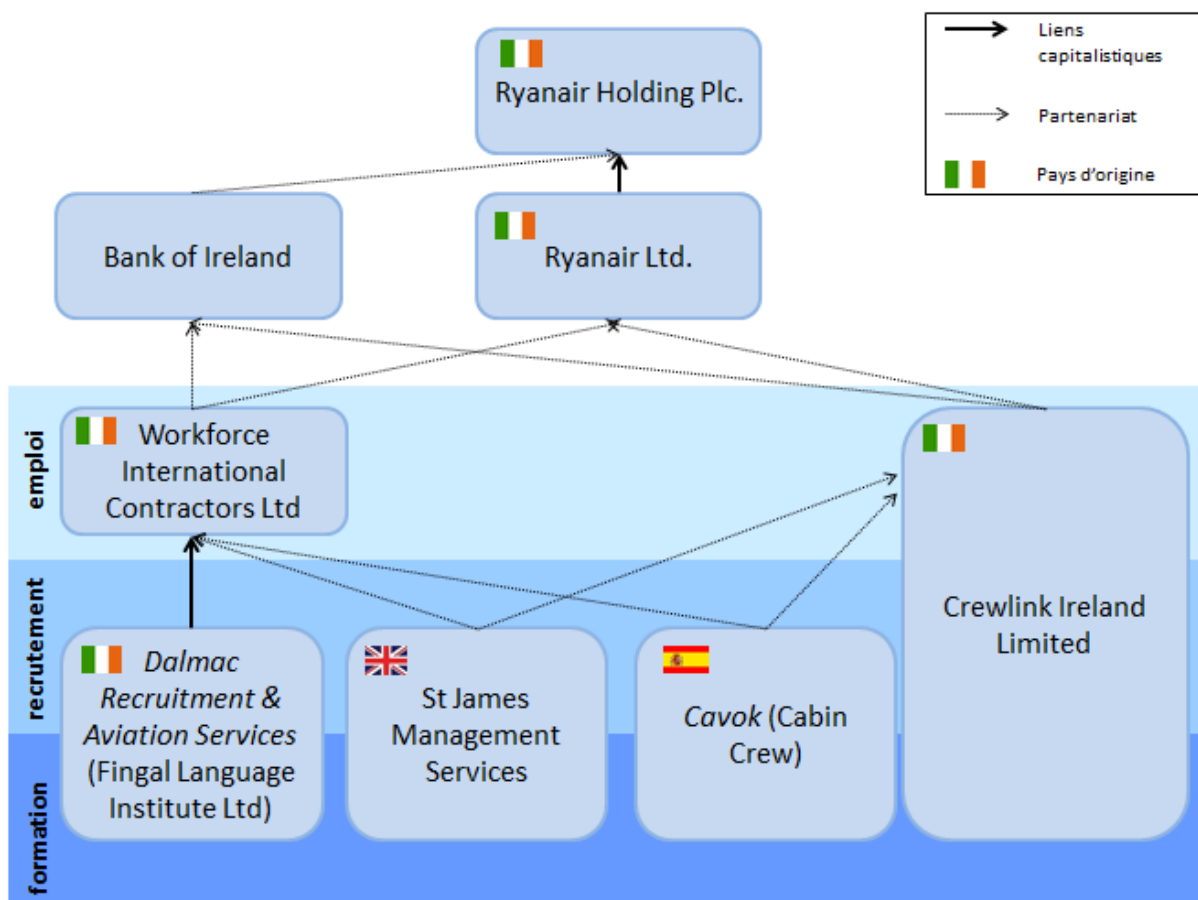 Liens
capitalistiques
Partenariat
Pays d'origine
Ryanair Holding Plc.
Bank of Ireland
Ryanair Ltd.
emploi
Workforce
International
Contractors Ltd
recrutement
formation
Dalmac
Recruitment &
Aviation Services
(Fingal Language
Institute Ltd)
St James
Management
Services
Cavok (Cabin
Crew)
Crewlink Ireland
Limited